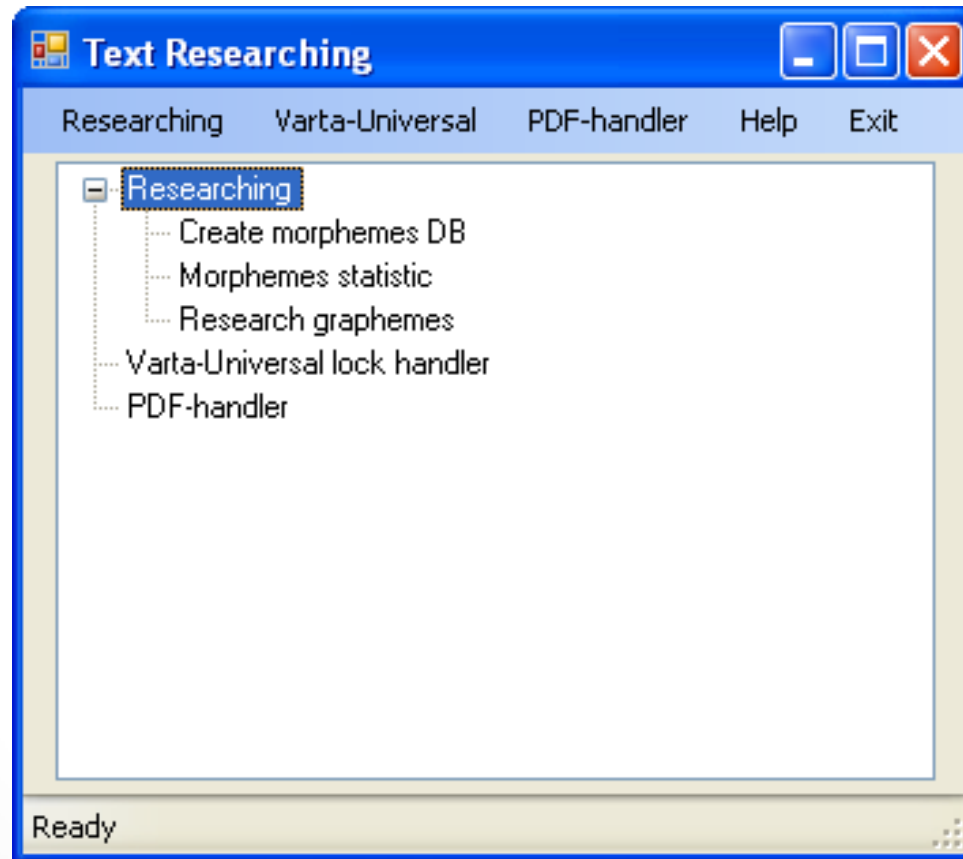 Text Researching
Researching Varta-Universal PDF-handler Help Exit
Researching
Create morphemes DB
Morphemes statistic
Research graphemes
Varta-Universal lock handler
PDF-handler
Ready